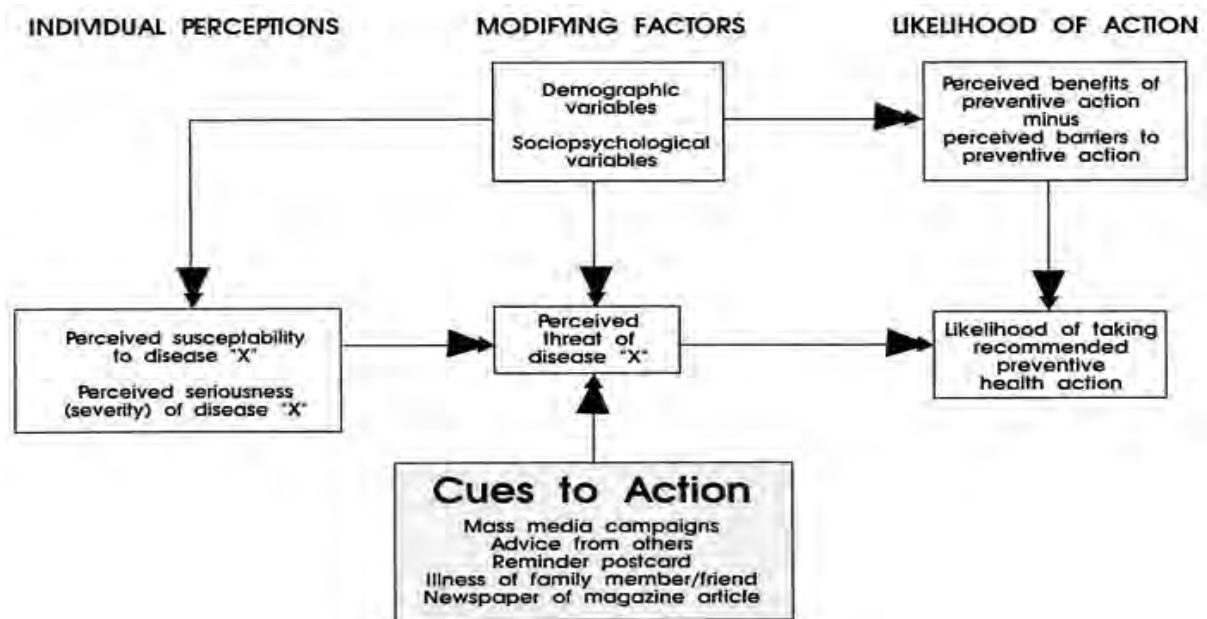 INDIVIDUAL PERCEPTIONS
MODIFYING FACTORS
LIKELIHOOD OF ACTION
Demographic
variables
Sociopsychological
variables
Perceived benefits of
preventive action
minus
perceived barriers to
preventive action
Perceived susceptability
to disease "X"
Perceived seriousness
(severity) of disease "X"
Perceived
threat of
disease "X"
Likelihood of taking
recommended
preventive
health action
Cues to Action
Mass media campaigns
Advice from others
Reminder postcard
Illness of family member/friend
Newspaper of magazine article